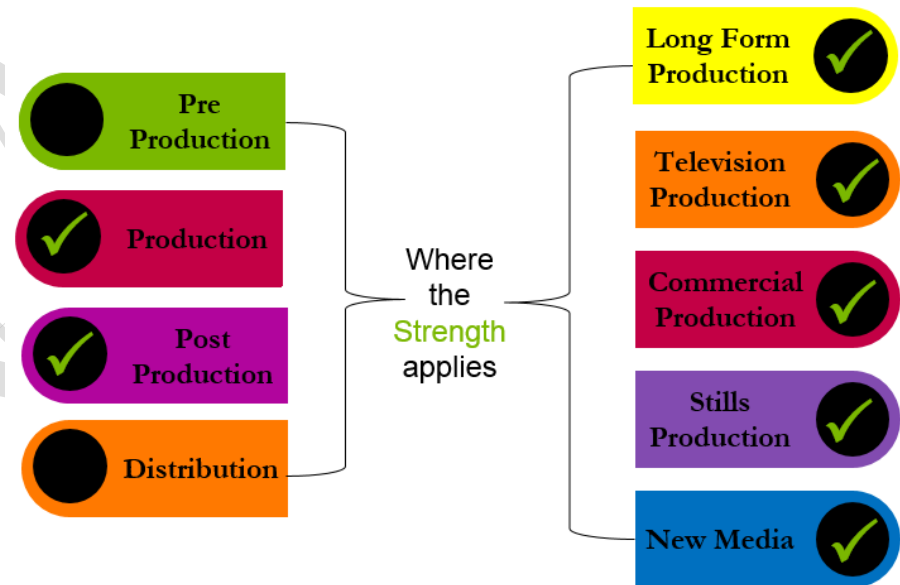 Pre
Production
Production
Post
Production
Distribution
Where
the
Strength
applies
Long Form
Production
Television
Production
Commercial
Production
Stills
Production
New Media